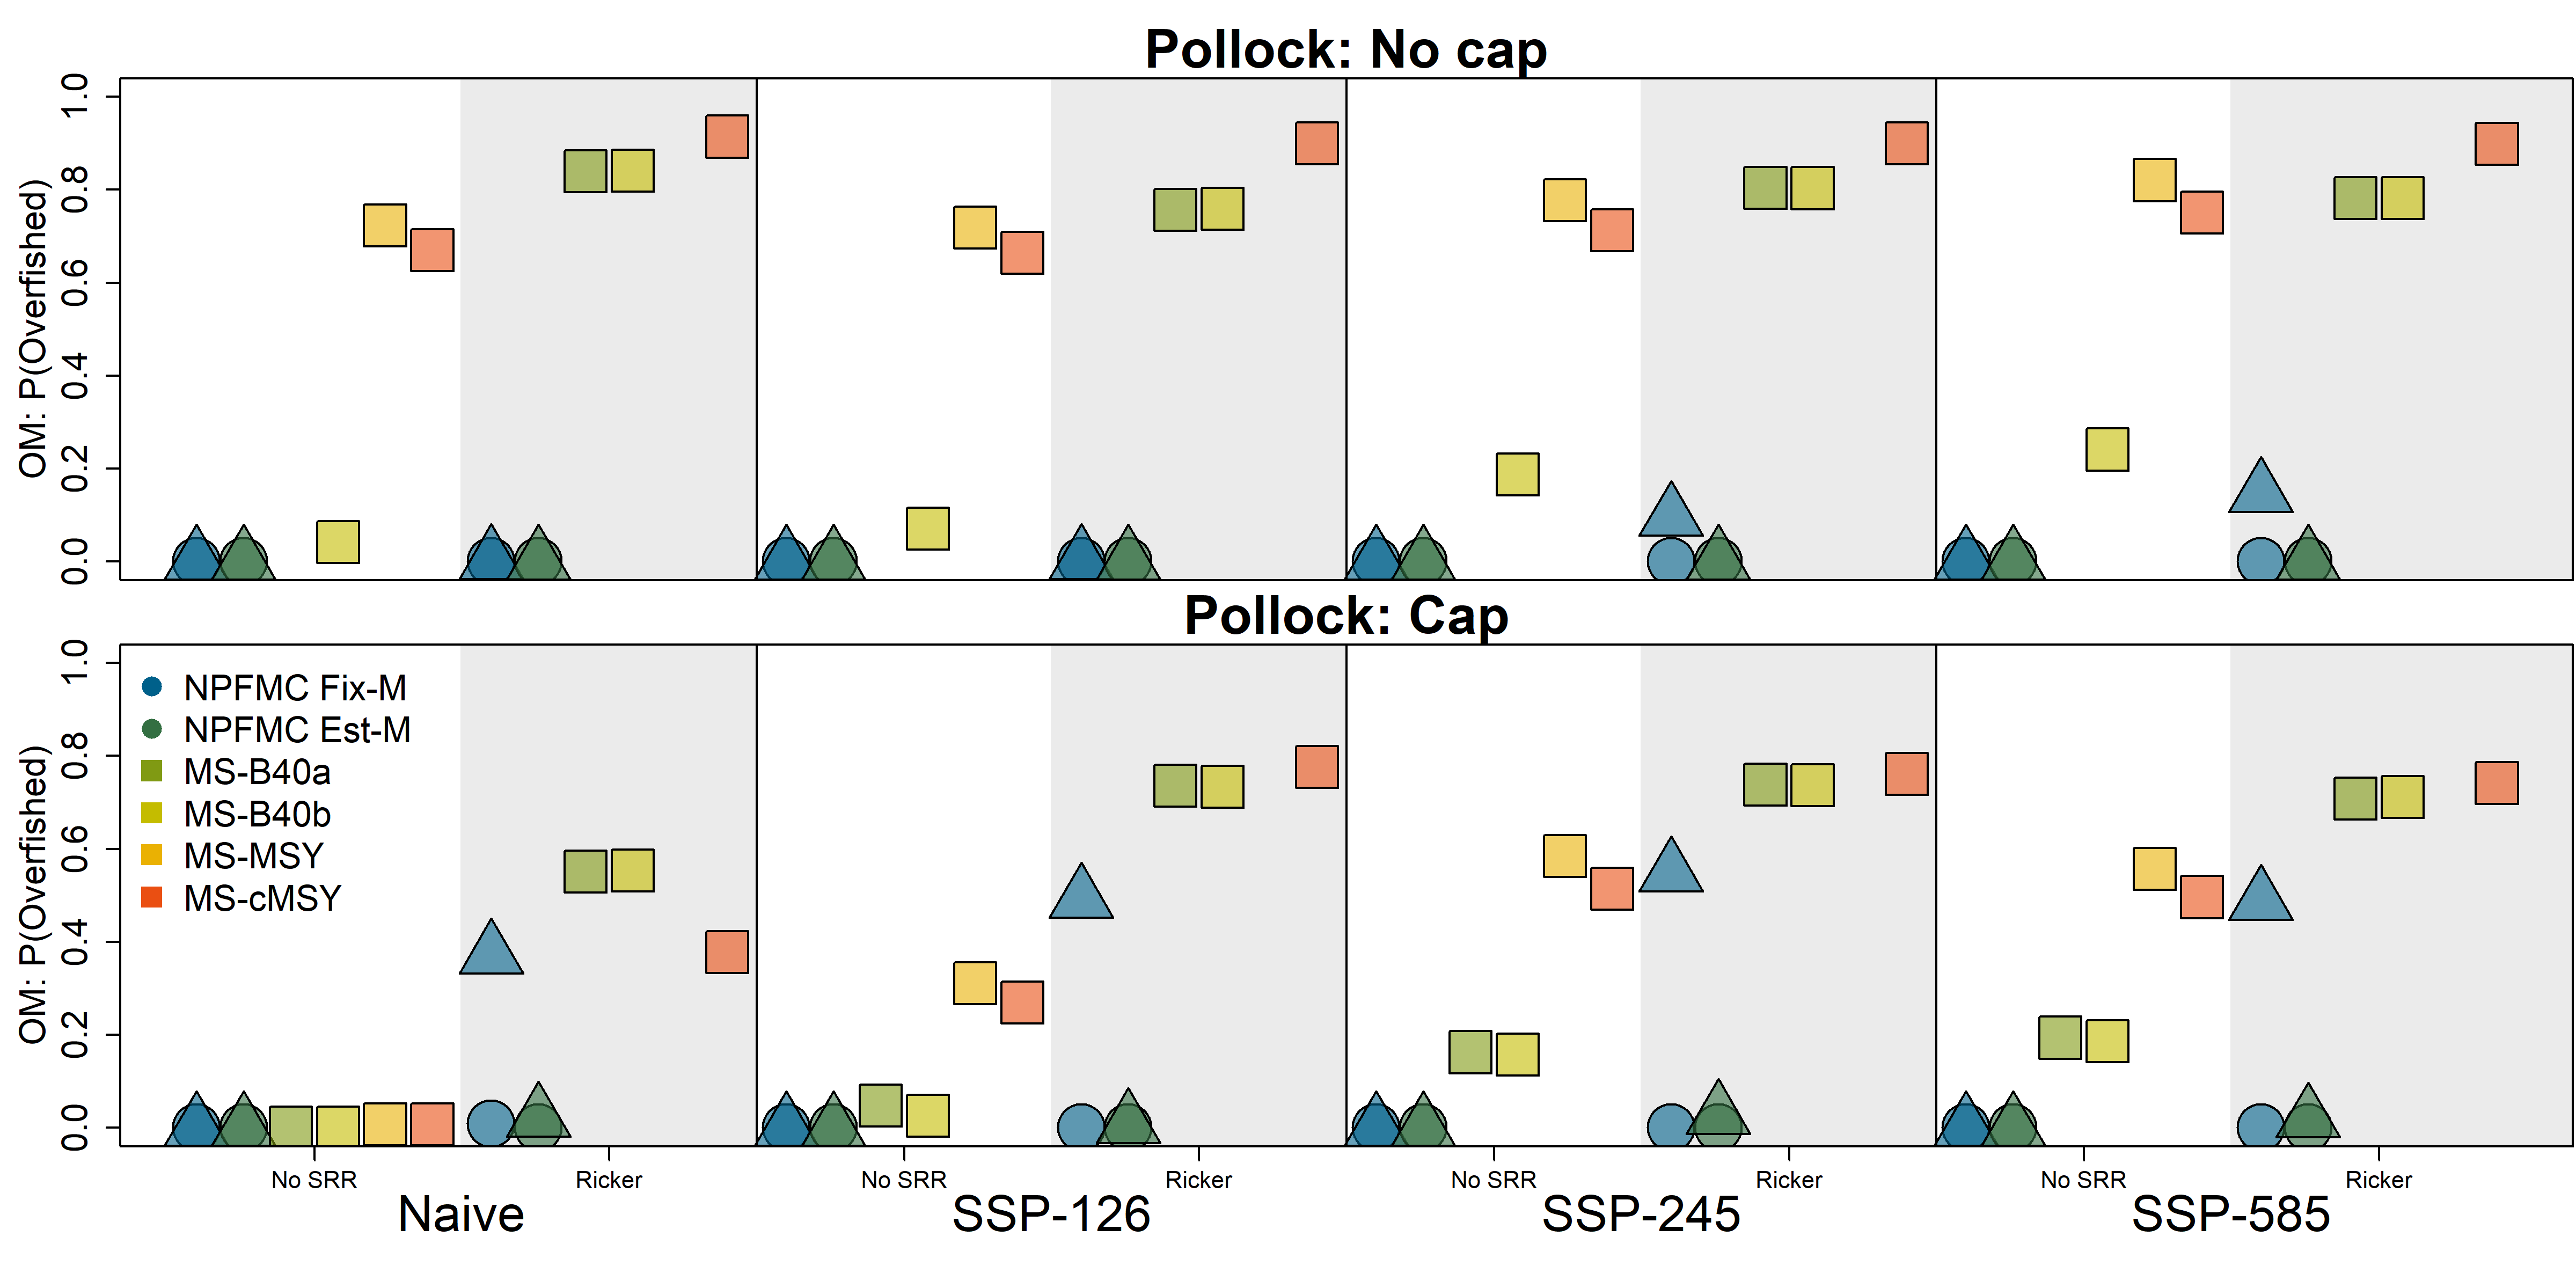 Pollock: No cap
OM: P(Overfished)
1.0
0.8
0.6
0.4
0.2
0.0
Pollock: Cap
OM: P(Overfished)
1.0
0.8
0.6
0.4
0.2
0.0
NPFMC Fix-M
NPFMC Est-M
MS-B40a
MS-B40b
MS-MSY
MS-cMSY
No SRR Ricker No SRR Ricker No SRR Ricker No SRR Ricker
Naive SSP-126 SSP-245 SSP-585